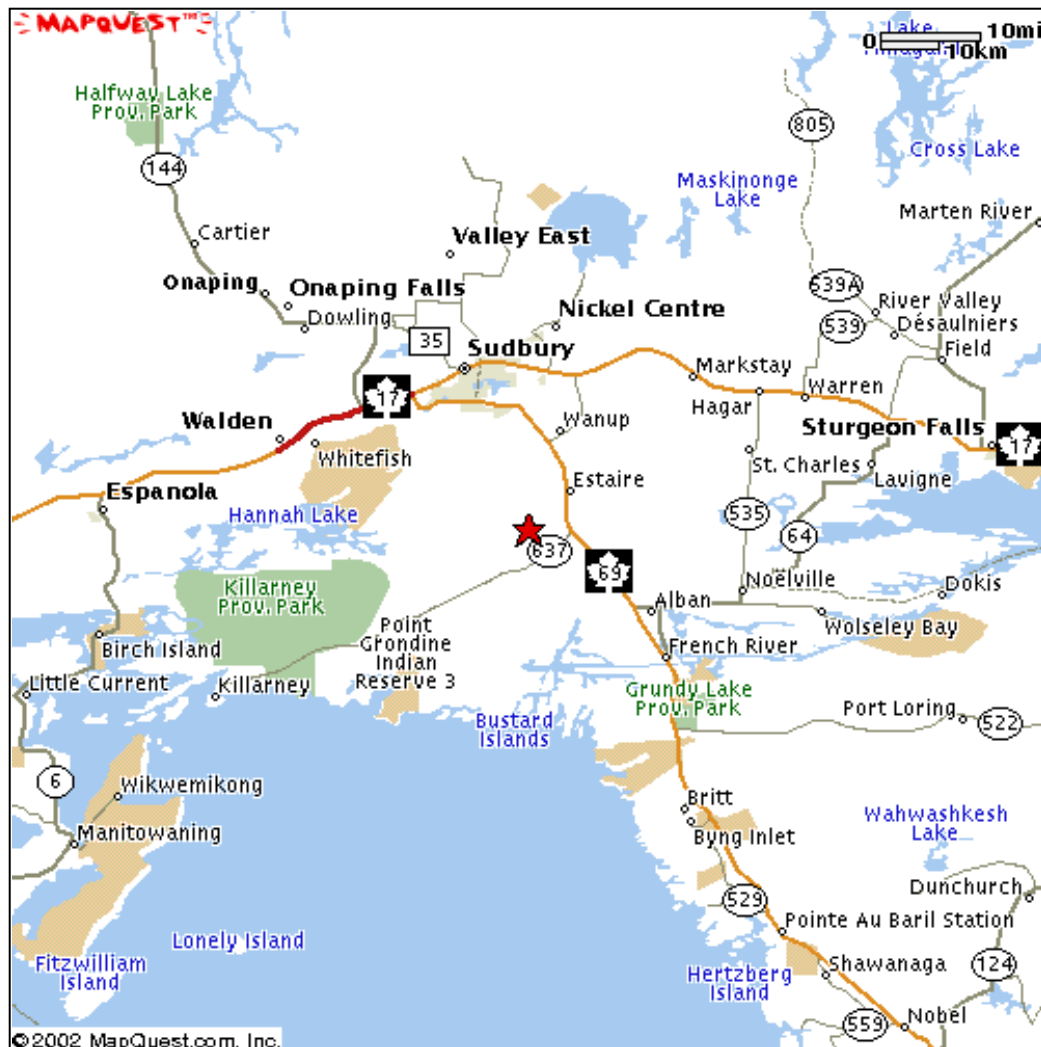 MAPQUEST™
0
10mi
10km
Lake
Halfway Lake
Prov. Park
805
144
Cross Lake
Maskinonge
Lake
Marten River
Cartier
Valley East
Onaping
Onaping Falls
539A
River Valley
Dowling
Nickel Centre
539
Désaulniers
35
Sudbury
Field
Markstay
17
Warren
Hagar
Walden
Wanup
Sturgeon Falls
17
Whitefish
St. Charles
Lavigne
Espanola
Estaire
Hannah Lake
535
64
637
69
Killarney
Prov. Park
Noëlville
Dokis
Alban
Wolseley Bay
Point
Grondine
Indian
Reserve 3
Birch Island
French River
Little Current
Killarney
Grundy Lake
Prov. Park
Bustard
Islands
Port Loring
522
6
Wikwemikong
Britt
Wahwashkesh
Lake
Manitowaning
Byng Inlet
Dunchurch
529
Pointe Au Baril Station
Lonely Island
Fitzwilliam
Island
Hertzberg
Island
Shawanaga
124
559
Nobel
©2002 MapQuest.com, Inc.